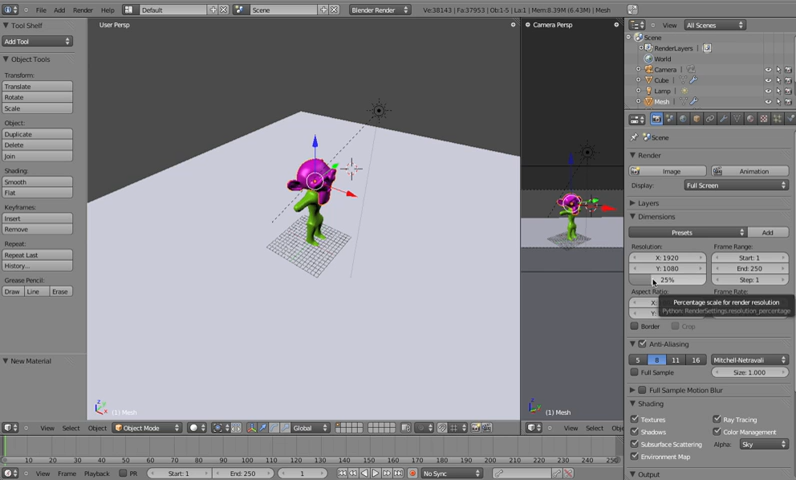 File Add Render Help Default Scene Blender Render Ve:38143 | Fa:37953 | Ob:1-5 | La:1 | Mem:8.39M (6.43M) | Mesh
Tool Shelf
Add Tool
Object Tools
Transform:
Translate
Rotate
Scale
Object:
Duplicate
Delete
Join
Shading:
Smooth
Flat
Keyframes:
Insert
Remove
Repeat:
Repeat Last
History...
Grease Pencil:
Draw Line Erase
New Material
User Persp
(1) Mesh
View Select Object Object Mode Global
Camera Persp
(1) Mesh
View Select Ob
View All Scenes
Scene
RenderLayers |
World
Camera |
Cube |
Lamp |
Mesh |
Scene
Render
Image Animation
Display: Full Screen
Layers
Dimensions
Presets Add
Resolution: Frame Range:
X: 1920 Start: 1
Y: 1080 End: 250
25% Step: 1
Aspect Ratio: Frame Rate:
X:
Y:
Percentage scale for render resolution
Python: RenderSettings.resolution_percentage
Border Crop
Anti-Aliasing
5 8 11 16 Mitchell-Netravali
Full Sample Size: 1.000
Full Sample Motion Blur
Shading
Textures Ray Tracing
Shadows Color Management
Subsurface Scattering Alpha: Sky
Environment Map
Output
View Frame Playback PR Start: 1 End: 250 1 No Sync